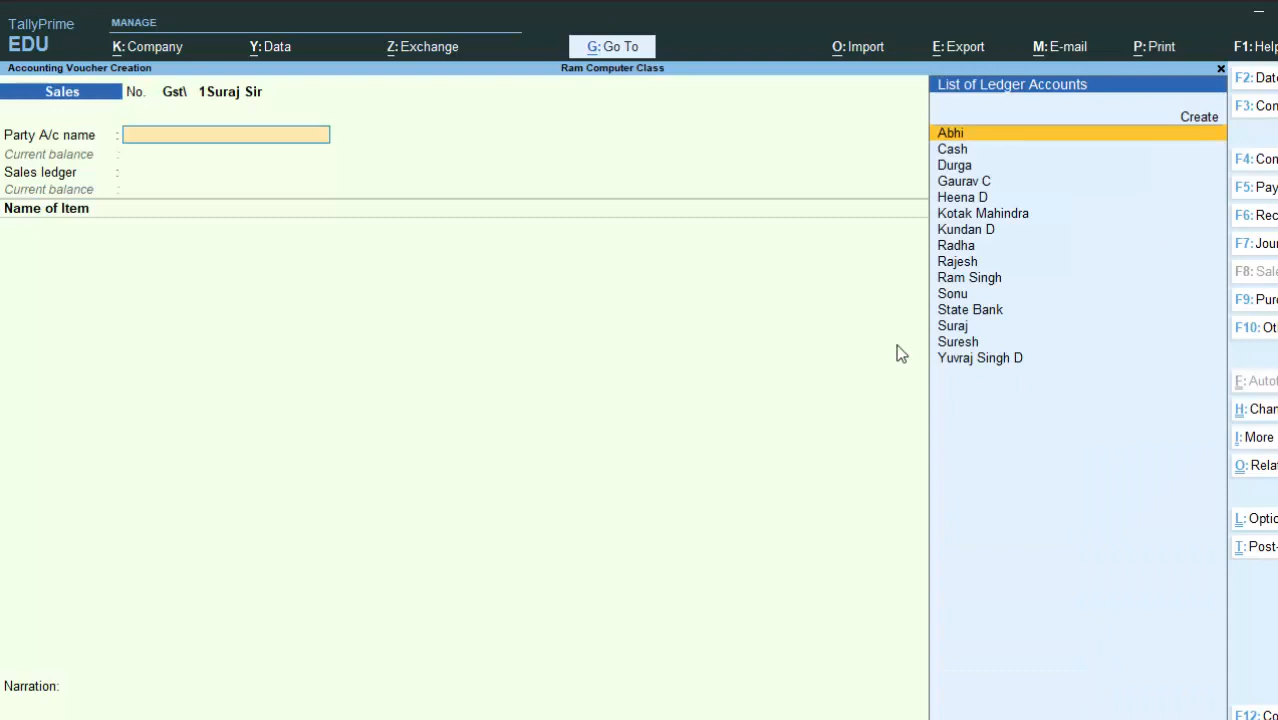 TallyPrime
EDU
MANAGE
K: Company
Y: Data
Z: Exchange
G: Go To
O: Import
E: Export
M: E-mail
P: Print
F1: Help
Accounting Voucher Creation
Ram Computer Class
Sales No. Gst\ 1Suraj Sir
Party A/c name :
Current balance :
Sales ledger :
Current balance :
Name of Item
Narration:
List of Ledger Accounts
Create
Abhi
Cash
Durga
Gaurav C
Heena D
Kotak Mahindra
Kundan D
Radha
Rajesh
Ram Singh
Sonu
State Bank
Suraj
Suresh
Yuvraj Singh D
F2: Dat
F3: Con
F4: Con
F5: Pay
F6: Rec
F7: Jou
F8: Sale
F9: Pur
F10: Ot
E: Autof
H: Chan
I: More
O: Rela
L: Optio
T: Post-
F12: Co